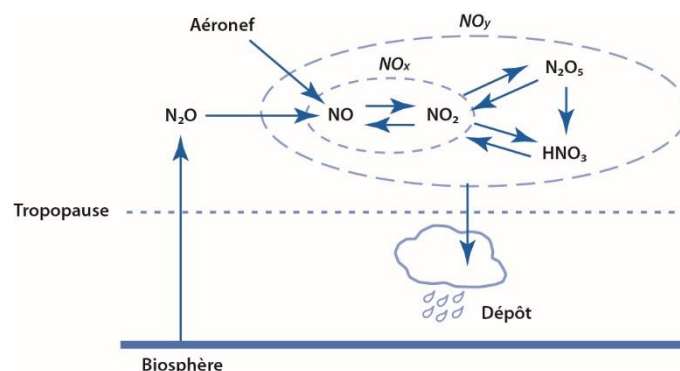 Aéronef
NOy
NOx
N₂O₅
N₂O
NO
NO₂
HNO₃
Tropopause
Dépôt
Biosphère